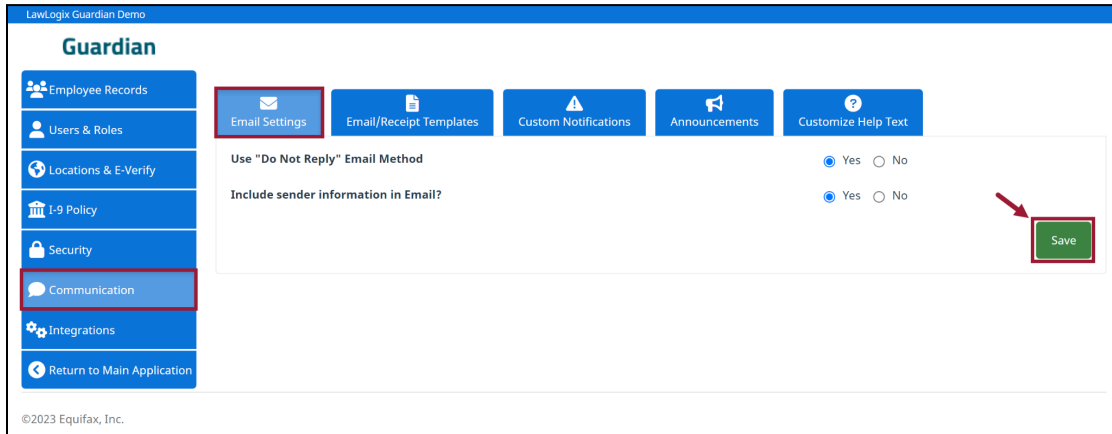 LawLogix Guardian Demo
Guardian
Employee Records
Users & Roles
Locations & E-Verify
I-9 Policy
Security
Communication
Integrations
Return to Main Application
Email Settings
Email/Receipt Templates
Custom Notifications
Announcements
Customize Help Text
Use "Do Not Reply" Email Method
Yes No
Include sender information in Email?
Yes No
Save
©2023 Equifax, Inc.